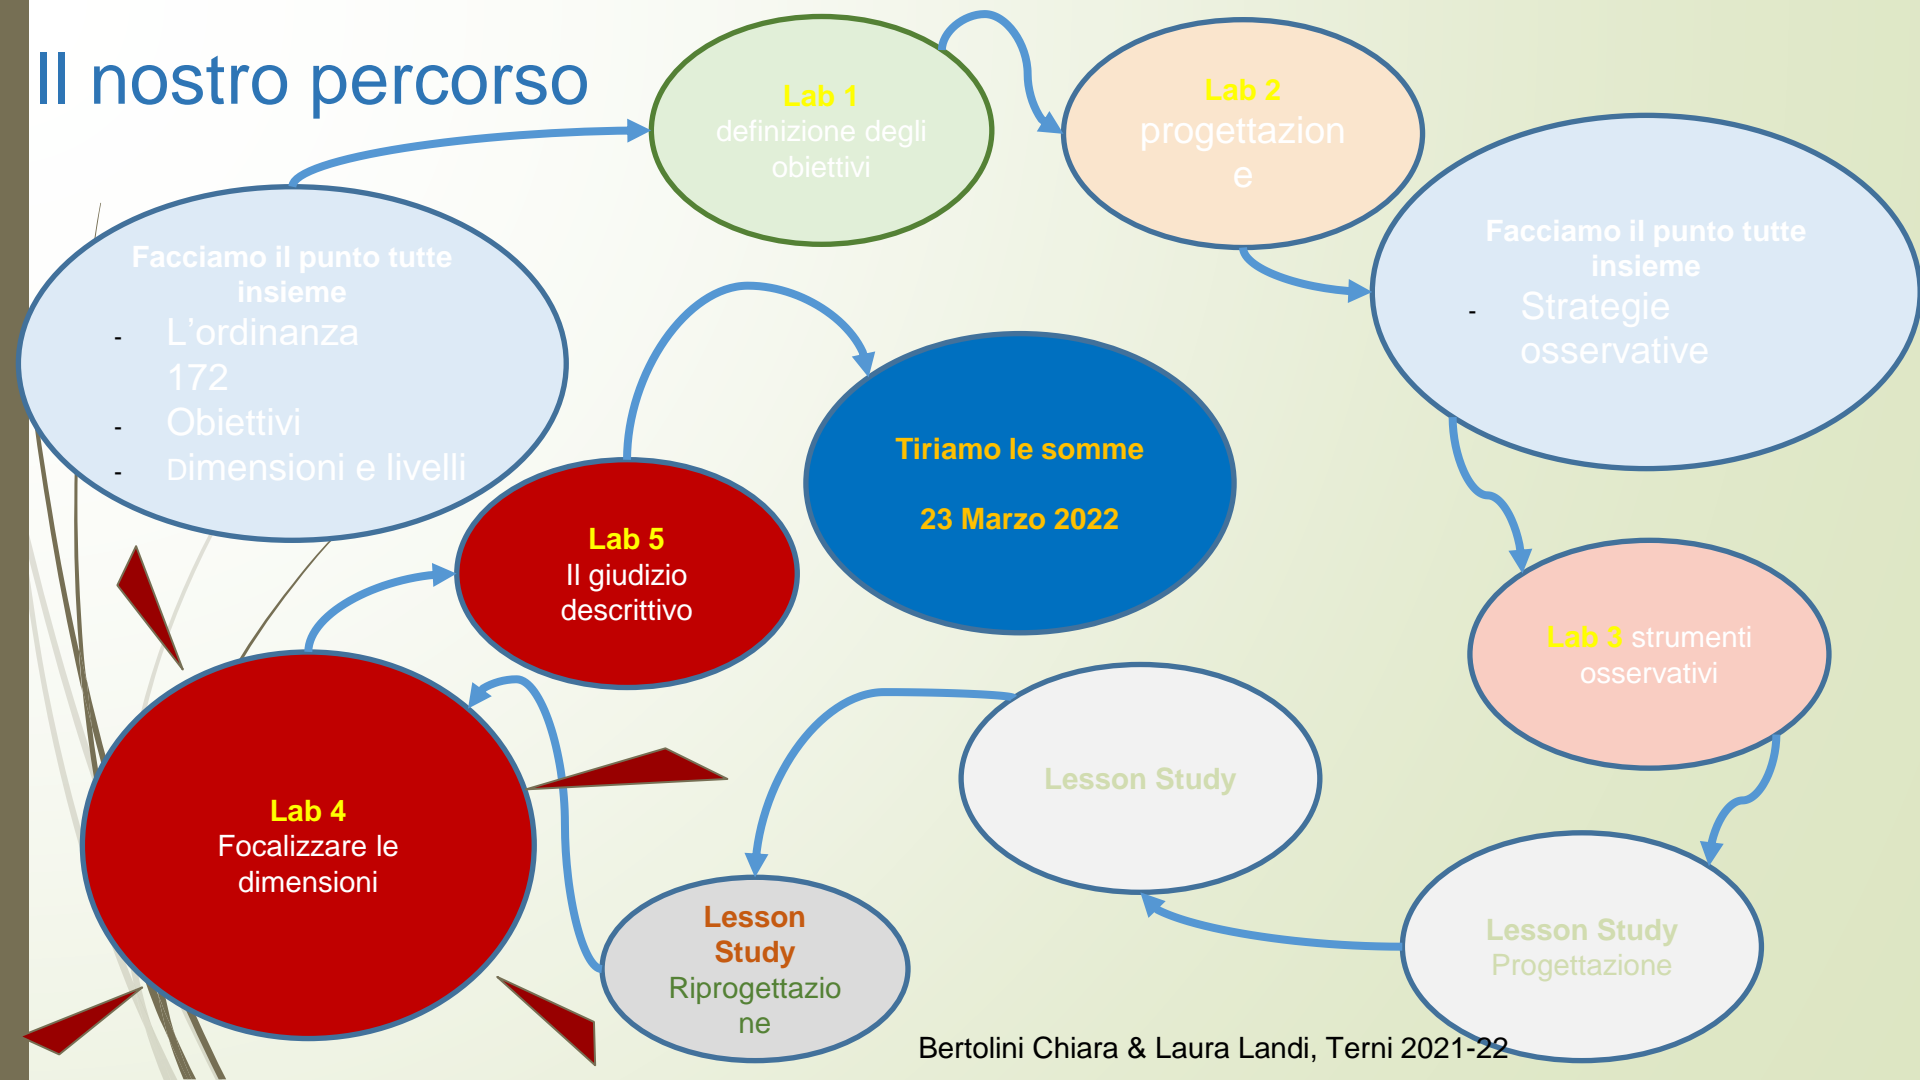 Il nostro percorso
Facciamo il punto tutte
insieme
- L’ordinanza
172
- Obiettivi
- Dimensioni e livelli
Lab 1
definizione degli
obiettivi
Lab 2
progettazion
e
Facciamo il punto tutte
insieme
- Strategie
osservative
Lab 3 strumenti
osservativi
Lesson Study
Progettazione
Lesson Study
Lesson
Study
Riprogettazio
ne
Lab 4
Focalizzare le
dimensioni
Lab 5
Il giudizio
descrittivo
Tiriamo le somme
23 Marzo 2022
Bertolini Chiara & Laura Landi, Terni 2021-22